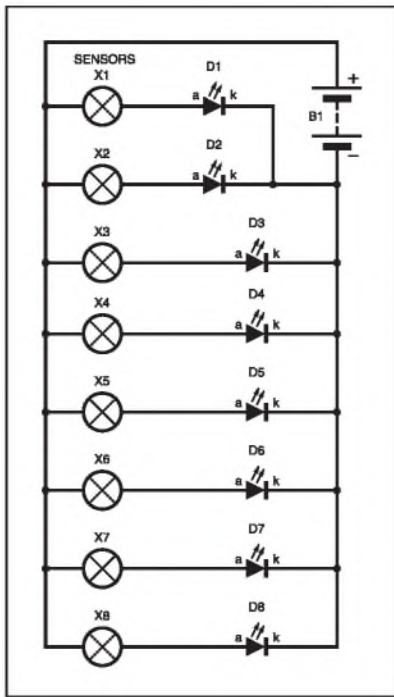 SENSORS
X1
D1
a
k
+
B1
–
X2
D2
a
k
X3
D3
a
k
X4
D4
a
k
X5
D5
a
k
X6
D6
a
k
X7
D7
a
k
X8
D8
a
k